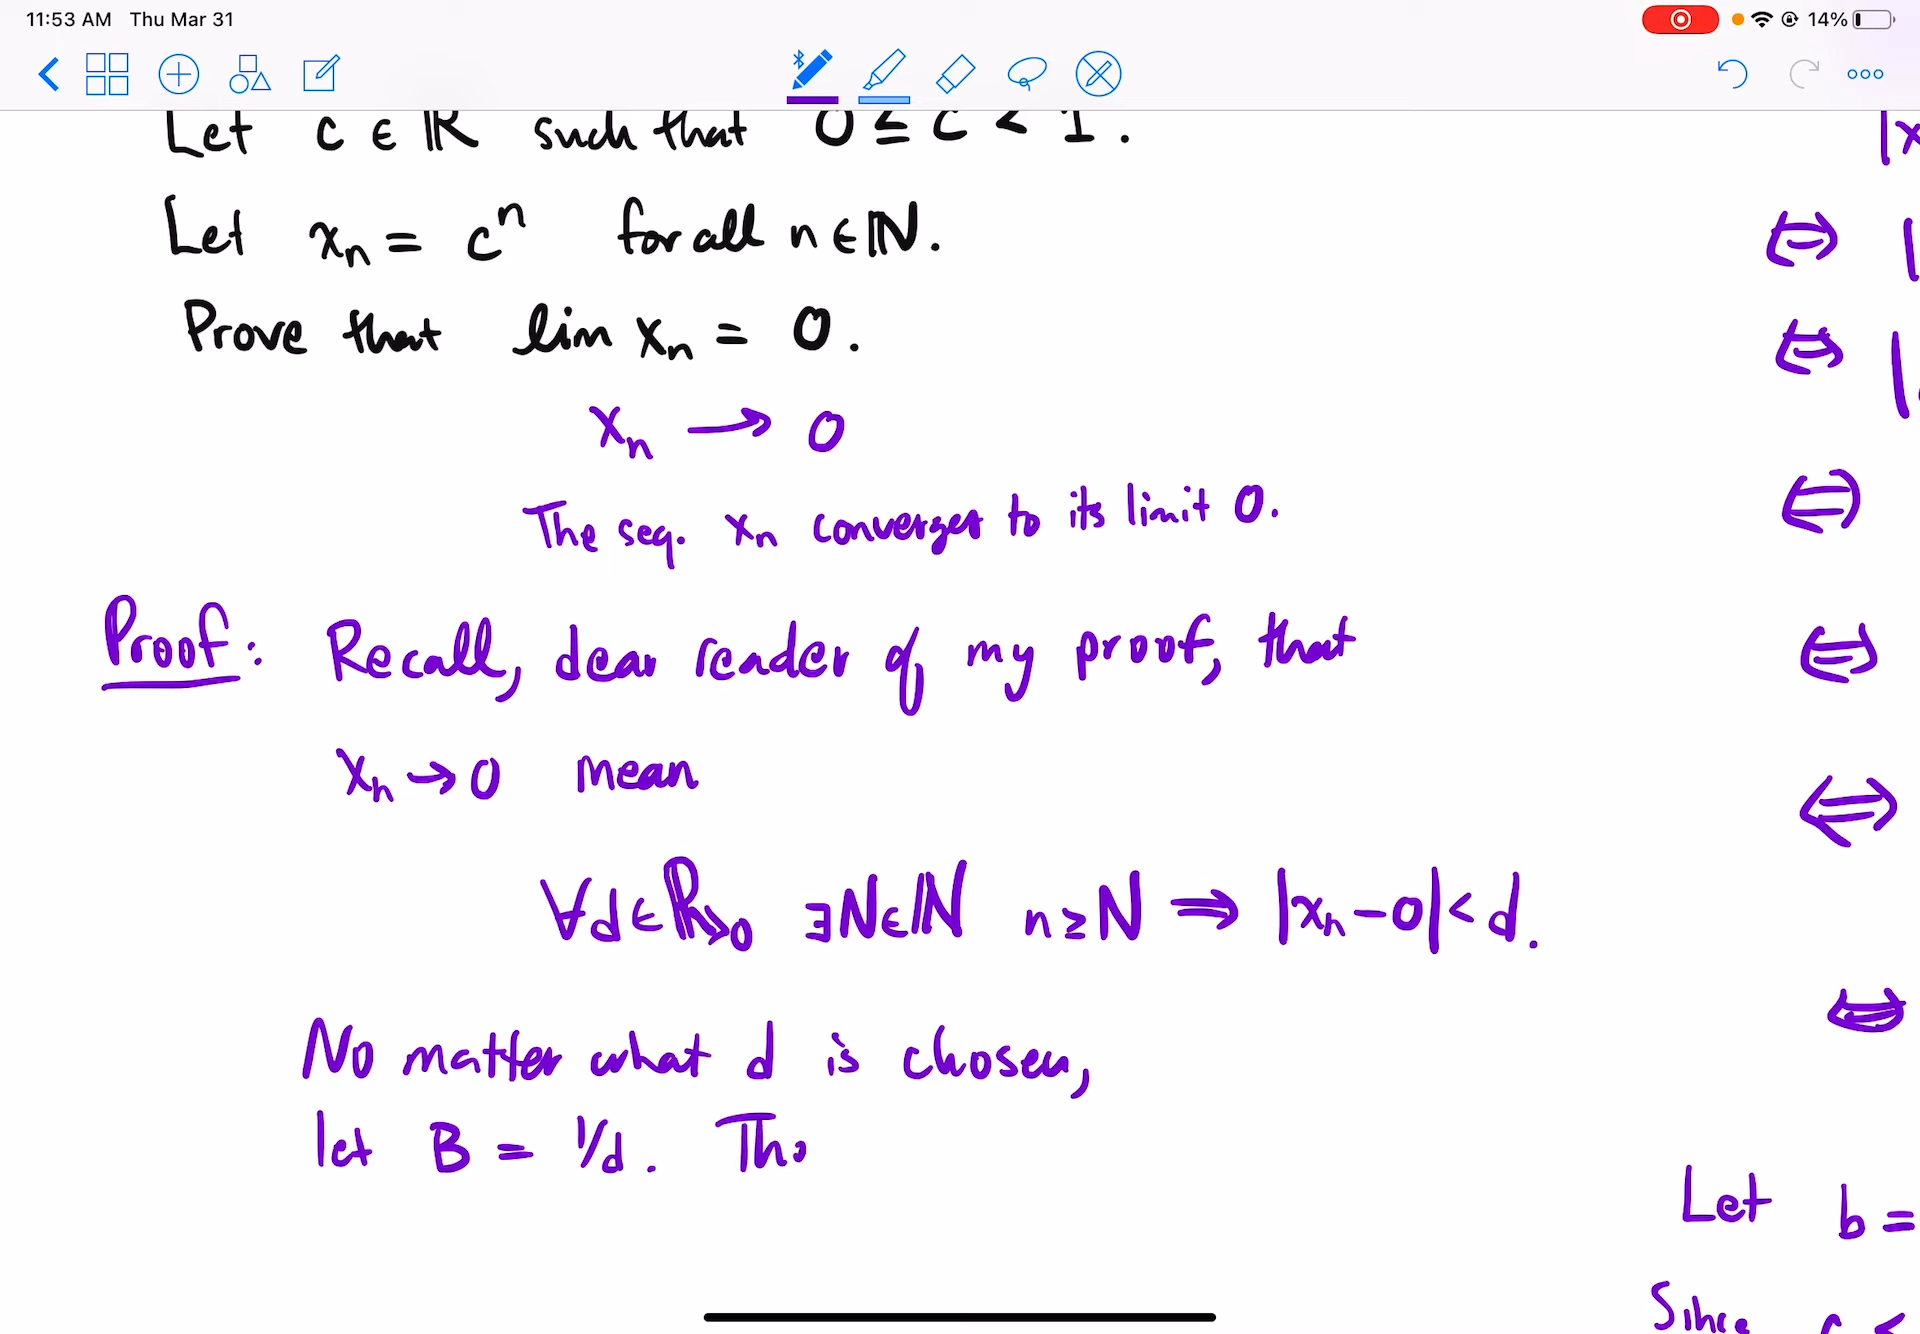 11:53 AM Thu Mar 31
14%
Let c ∈ ℝ such that 0 ≤ c < 1.
Let xₙ = cⁿ for all n ∈ ℕ.
Prove that lim xₙ = 0.
xₙ → 0
The seq. xₙ converges to its limit 0.
Proof: Recall, dear reader of my proof, that
xₙ → 0 mean
∀d∈ℝ>0 ∃N∈ℕ n≥N ⇒ |xₙ-0|<d.
No matter what d is chosen,
let B = 1/d. The
|x
⇔ |
⇔ |
⇔
⇔
⇔
⇔
Let b =
Since c <